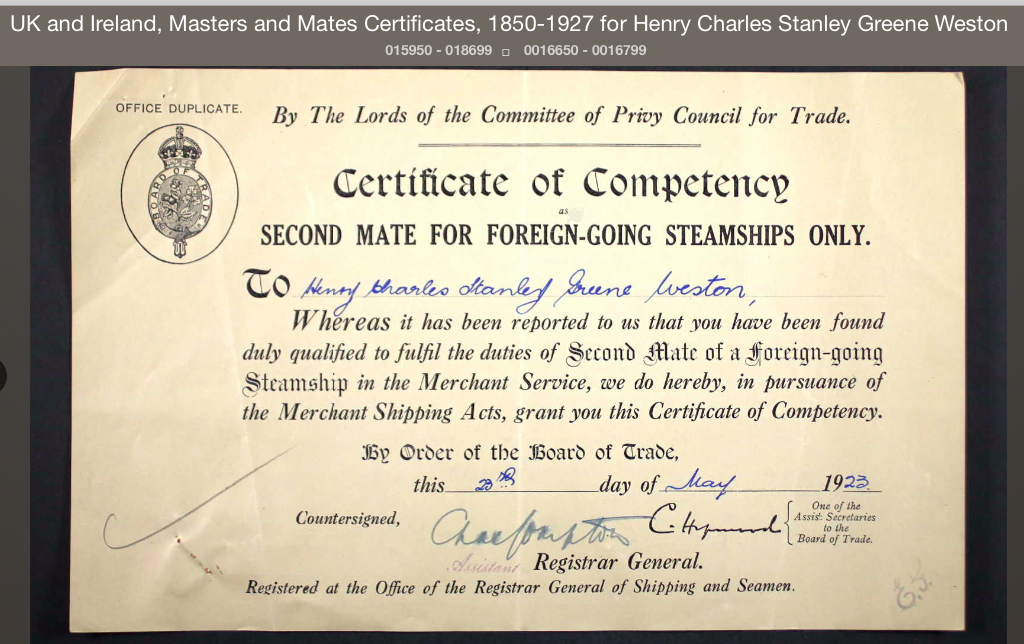 UK and Ireland, Masters and Mates Certificates, 1850-1927 for Henry Charles Stanley Greene Weston
015950 - 018699 □ 0016650 - 0016799
OFFICE DUPLICATE.
By The Lords of the Committee of Privy Council for Trade.
BOARD OF TRADE
Certificate of Competency
as
SECOND MATE FOR FOREIGN-GOING STEAMSHIPS ONLY.
To Henry Charles Stanley Greene Weston,
Whereas it has been reported to us that you have been found
duly qualified to fulfil the duties of Second Mate of a Foreign-going
Steamship in the Merchant Service, we do hereby, in pursuance of
the Merchant Shipping Acts, grant you this Certificate of Competency.
By Order of the Board of Trade,
this day of May 1923
Countersigned,
One of the
Assist. Secretaries
to the
Board of Trade.
Assistant Registrar General.
Registered at the Office of the Registrar General of Shipping and Seamen.